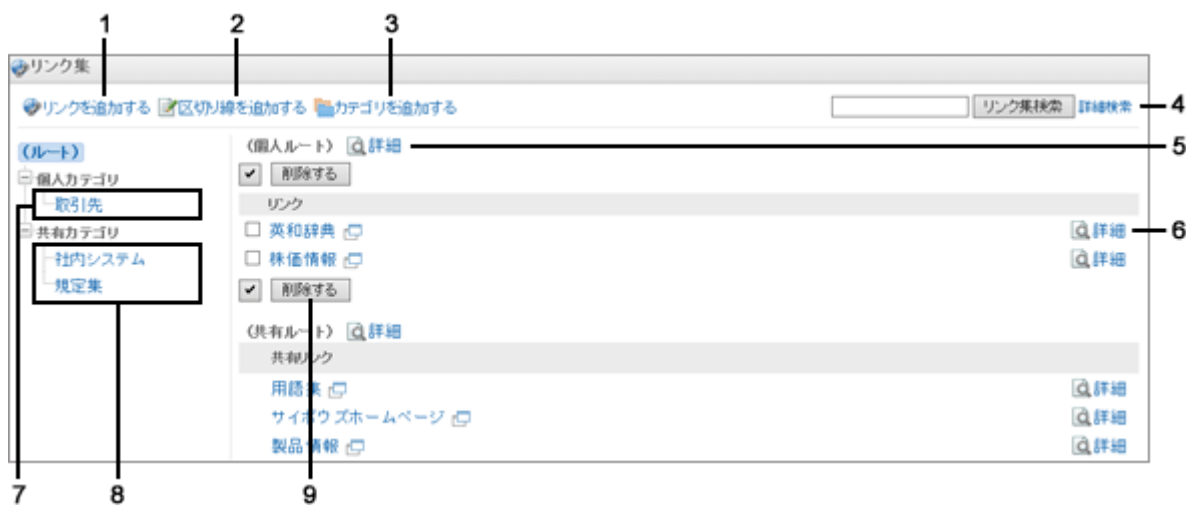 1 2 3
リンク集
リンクを追加する 区切り線を追加する カテゴリを追加する リンク集検索 詳細検索 4
(ルート) (個人ルート) 詳細 5
個人カテゴリ 削除する
取引先 リンク
共有カテゴリ 英和辞典 詳細 6
社内システム 株価情報 詳細
規定集 削除する
(共有ルート) 詳細
共有リンク
用語集 詳細
サイボウズホームページ 詳細
製品情報 詳細
7 8 9